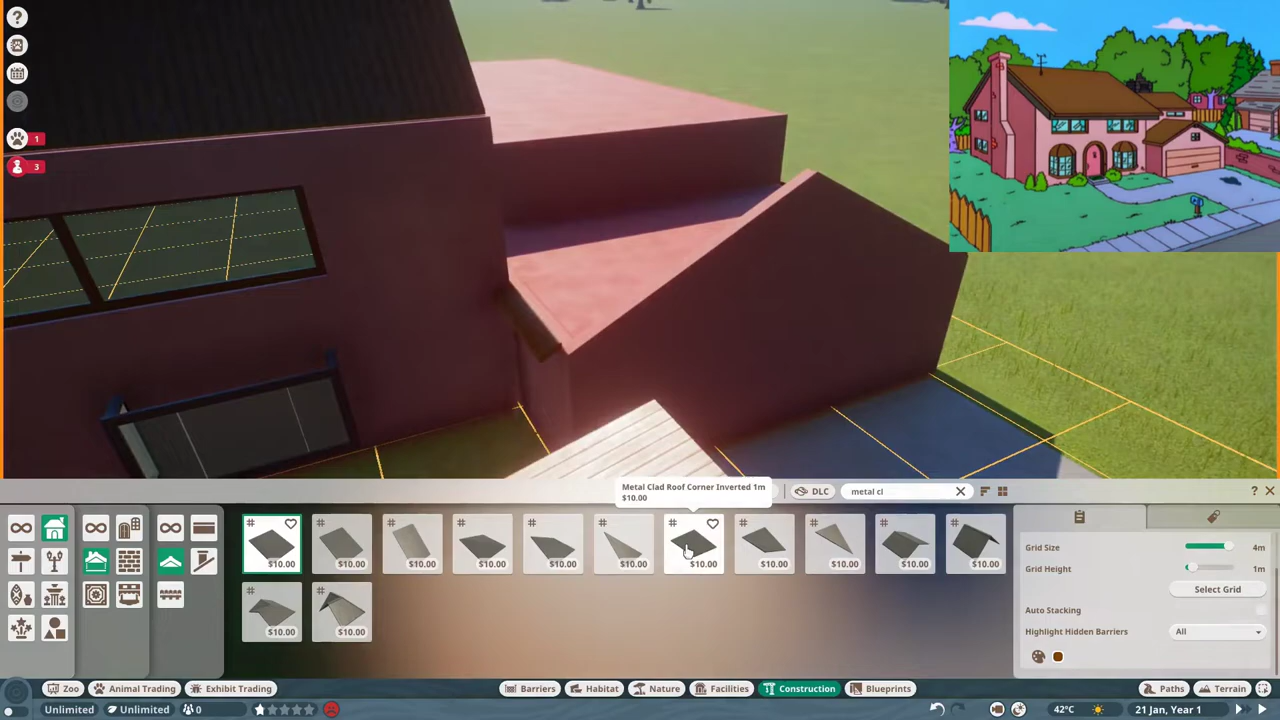 ?
1
3
Metal Clad Roof Corner Inverted 1m
$10.00
DLC
metal cl
? 
# $10.00
$10.00
$10.00
$10.00
$10.00
$10.00
# $10.00
$10.00
$10.00
$10.00
$10.00
$10.00
$10.00
Grid Size 4m
Grid Height 1m
Select Grid
Auto Stacking
Highlight Hidden Barriers All
Zoo Animal Trading Exhibit Trading Barriers Habitat Nature Facilities Construction Blueprints Paths Terrain
Unlimited Unlimited 0 42°C 21 Jan, Year 1